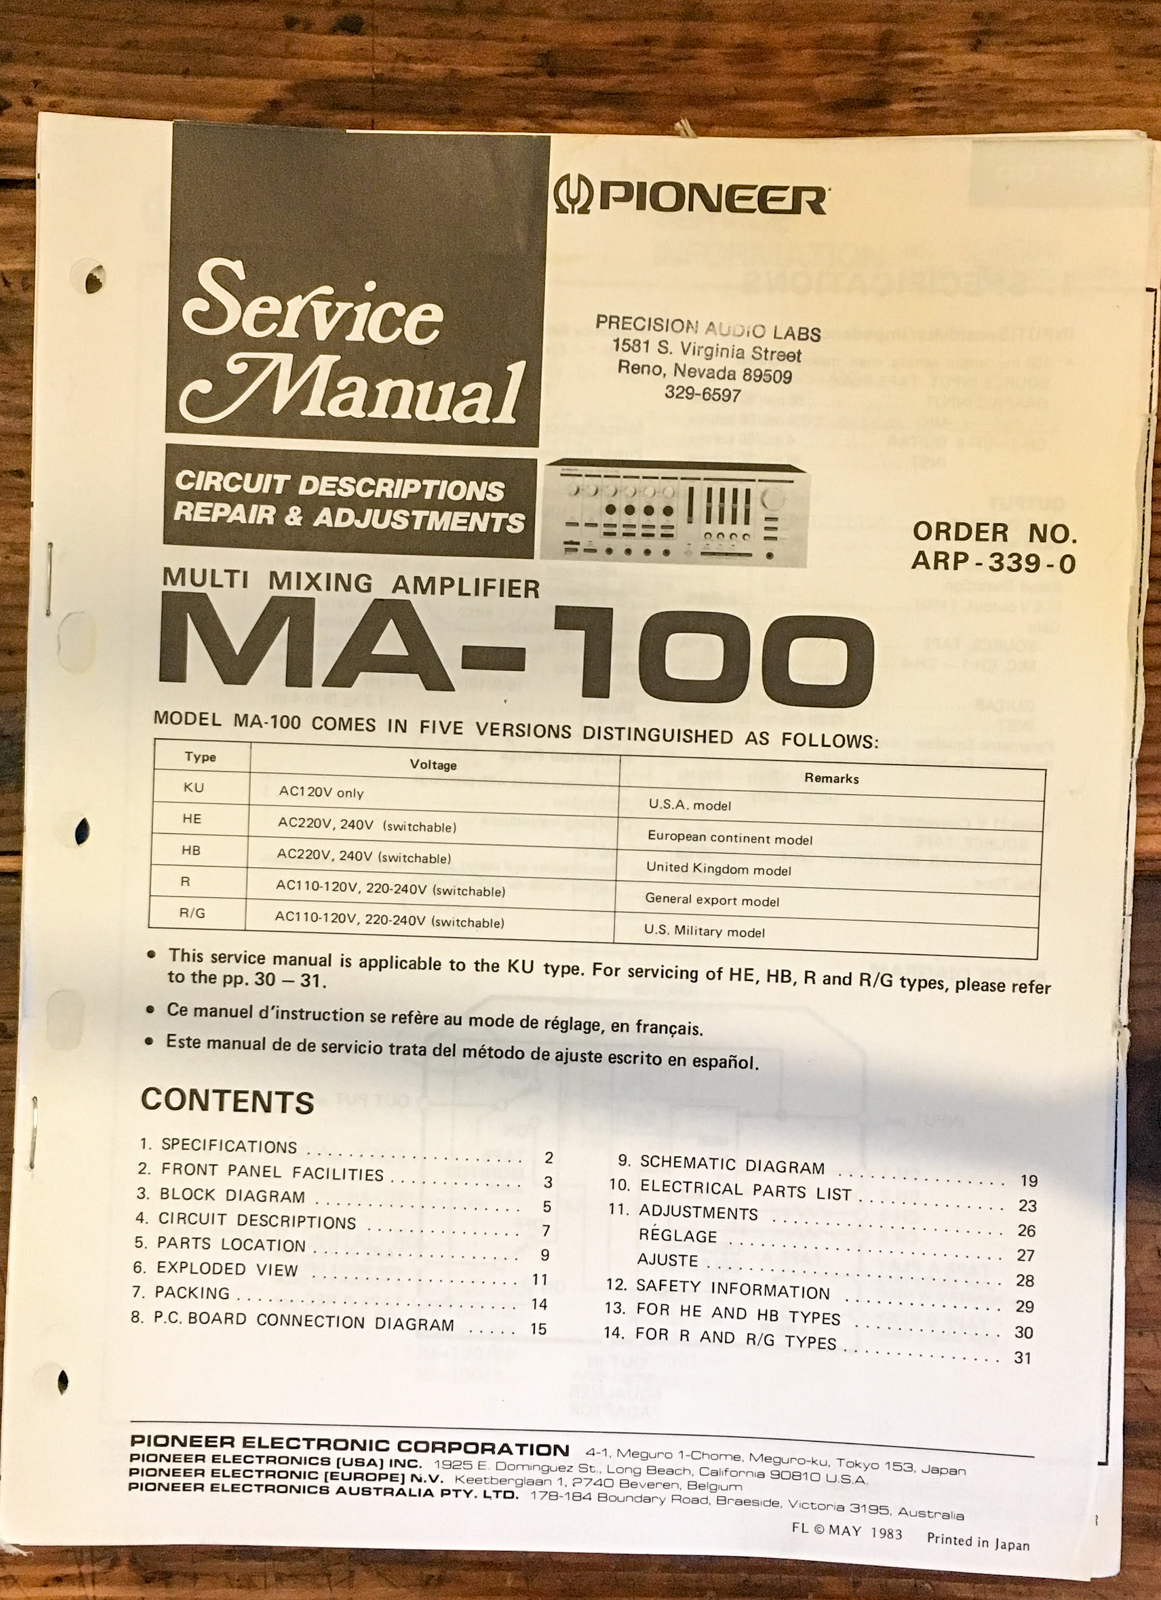 PIONEER
Service
Manual
PRECISION AUDIO LABS
1581 S. Virginia Street
Reno, Nevada 89509
329-6597
CIRCUIT DESCRIPTIONS
REPAIR & ADJUSTMENTS
ORDER NO.
ARP-339-0
MULTI MIXING AMPLIFIER
MA-100
MODEL MA-100 COMES IN FIVE VERSIONS DISTINGUISHED AS FOLLOWS:
Type Voltage Remarks
KU AC120V only U.S.A. model
HE AC220V, 240V (switchable) European continent model
HB AC220V, 240V (switchable) United Kingdom model
R AC110-120V, 220-240V (switchable) General export model
R/G AC110-120V, 220-240V (switchable) U.S. Military model
• This service manual is applicable to the KU type. For servicing of HE, HB, R and R/G types, please refer
to the pp. 30 – 31.
• Ce manuel d'instruction se refère au mode de réglage, en français.
• Este manual de de servicio trata del método de ajuste escrito en español.
CONTENTS
1. SPECIFICATIONS . . . . . . . . . . . . . . . . . . . . . 2
2. FRONT PANEL FACILITIES . . . . . . . . . . . . . 3
3. BLOCK DIAGRAM . . . . . . . . . . . . . . . . . . . . 5
4. CIRCUIT DESCRIPTIONS . . . . . . . . . . . . . . . 7
5. PARTS LOCATION . . . . . . . . . . . . . . . . . . . . 9
6. EXPLODED VIEW . . . . . . . . . . . . . . . . . . . . 11
7. PACKING . . . . . . . . . . . . . . . . . . . . . . . . . . . 14
8. P.C. BOARD CONNECTION DIAGRAM . . . . . 15
9. SCHEMATIC DIAGRAM . . . . . . . . . . . . . . . . 19
10. ELECTRICAL PARTS LIST . . . . . . . . . . . . . . 23
11. ADJUSTMENTS . . . . . . . . . . . . . . . . . . . . . . 26
RÉGLAGE . . . . . . . . . . . . . . . . . . . . . . . . . . 27
AJUSTE . . . . . . . . . . . . . . . . . . . . . . . . . . . . 28
12. SAFETY INFORMATION . . . . . . . . . . . . . . . 29
13. FOR HE AND HB TYPES . . . . . . . . . . . . . . . 30
14. FOR R AND R/G TYPES . . . . . . . . . . . . . . . . 31
PIONEER ELECTRONIC CORPORATION 4-1, Meguro 1-Chome, Meguro-ku, Tokyo 153, Japan
PIONEER ELECTRONICS [USA] INC. 1925 E. Dominguez St., Long Beach, California 90810 U.S.A.
PIONEER ELECTRONIC [EUROPE] N.V. Keetberglaan 1, 2740 Beveren, Belgium
PIONEER ELECTRONICS AUSTRALIA PTY. LTD. 178-184 Boundary Road, Braeside, Victoria 3195, Australia
FL © MAY 1983 Printed in Japan